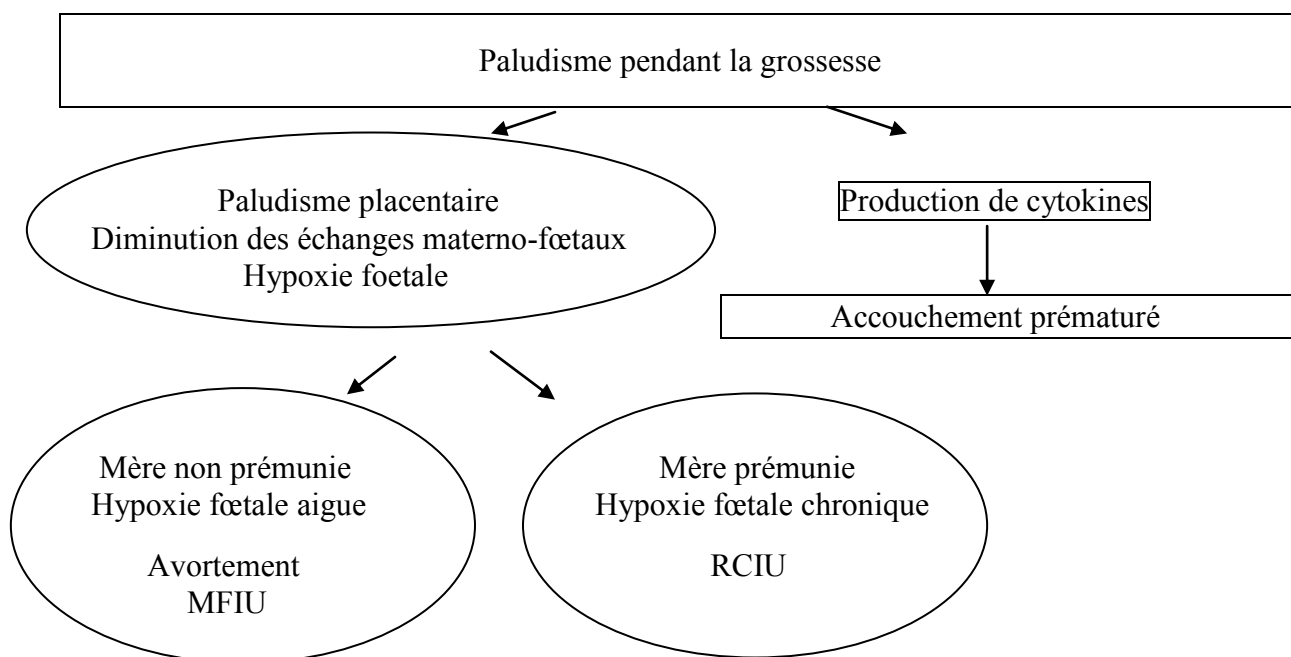 Paludisme pendant la grossesse
Paludisme placentaire
Diminution des échanges materno-fœtaux
Hypoxie foetale
Production de cytokines
Accouchement prématuré
Mère non prémunie
Hypoxie fœtale aigue
Avortement
MFIU
Mère prémunie
Hypoxie fœtale chronique
RCIU